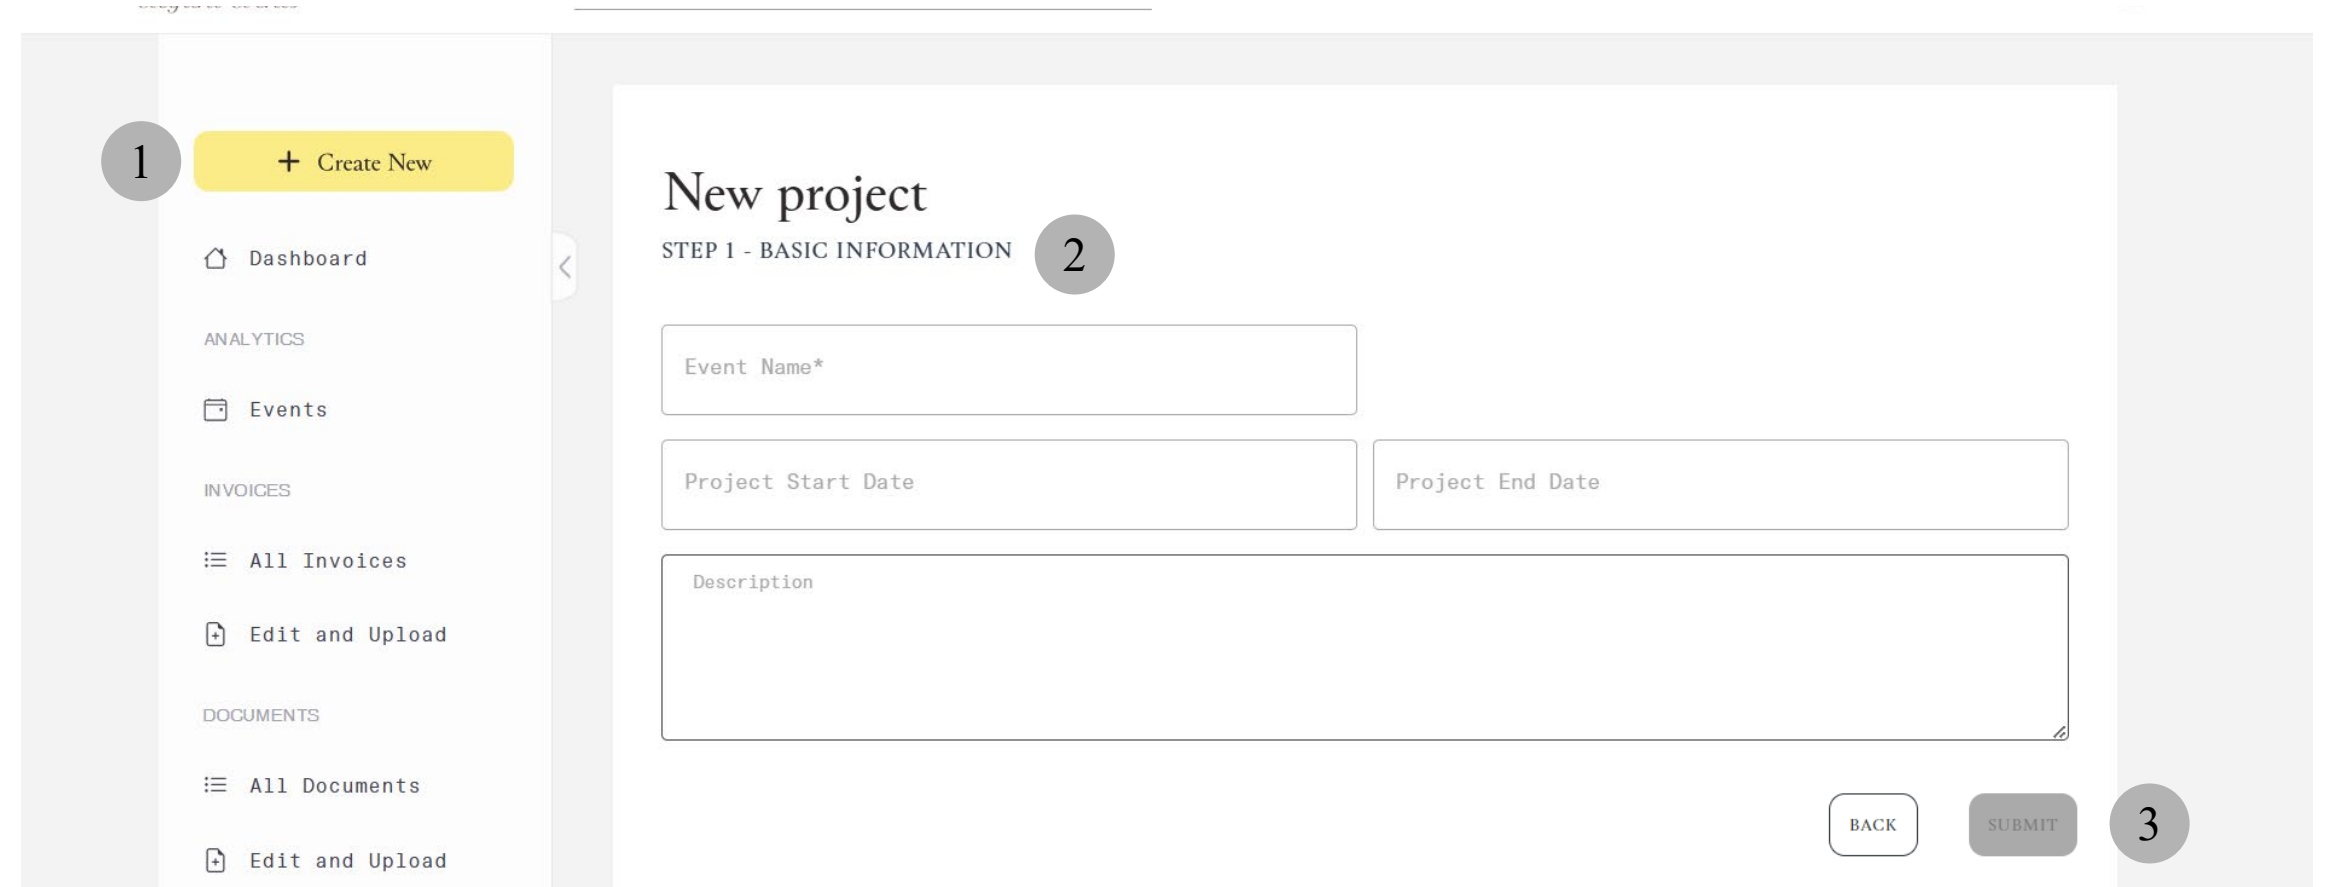 1
+ Create New
Dashboard
ANALYTICS
Events
INVOICES
All Invoices
Edit and Upload
DOCUMENTS
All Documents
Edit and Upload
New project
STEP 1 - BASIC INFORMATION
2
Event Name*
Project Start Date
Project End Date
Description
BACK
SUBMIT
3